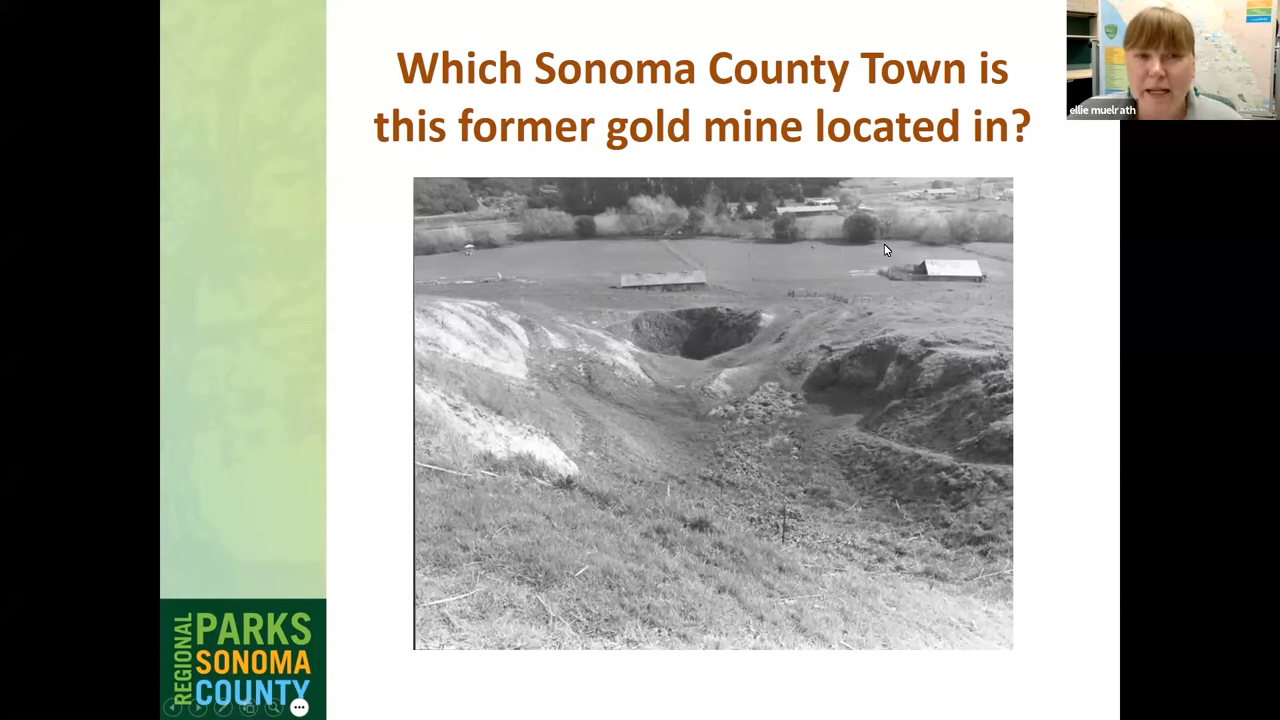 Which Sonoma County Town is
this former gold mine located in?
ellie muelrath
REGIONAL
PARKS
SONOMA
COUNTY